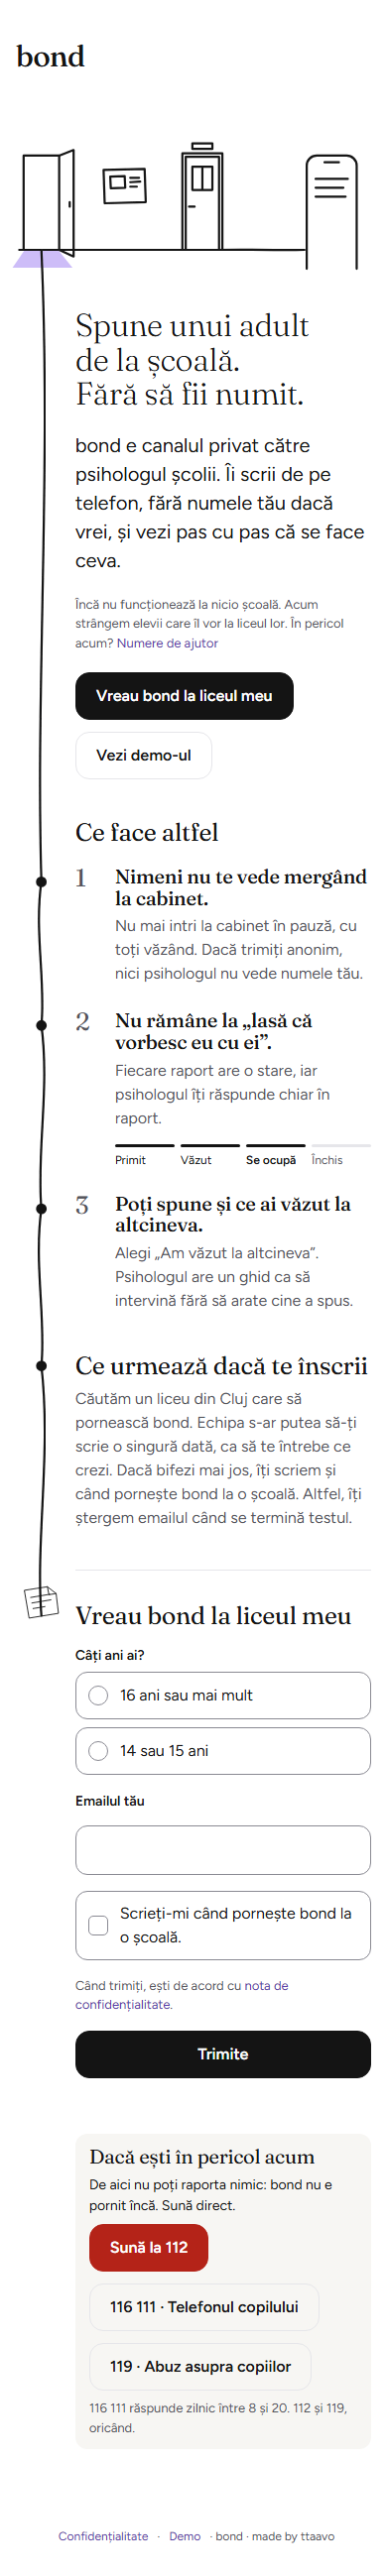 bond
Spune unui adult
de la școală.
Fără să fii numit.
bond e canalul privat către
psihologul școlii. Îi scrii de pe
telefon, fără numele tău dacă
vrei, și vezi pas cu pas că se face
ceva.
Încă nu funcționează la nicio școală. Acum
strângem elevii care îl vor la liceul lor. În pericol
acum? Numere de ajutor
Vreau bond la liceul meu
Vezi demo-ul
Ce face altfel
1
Nimeni nu te vede mergând
la cabinet.
Nu mai intri la cabinet în pauză, cu
toți văzând. Dacă trimiți anonim,
nici psihologul nu vede numele tău.
2
Nu rămâne la „lasă că
vorbesc eu cu ei”.
Fiecare raport are o stare, iar
psihologul îți răspunde chiar în
raport.
Primit Văzut Se ocupă Închis
3
Poți spune și ce ai văzut la
altcineva.
Alegi „Am văzut la altcineva”.
Psihologul are un ghid ca să
intervină fără să arate cine a spus.
Ce urmează dacă te înscrii
Căutăm un liceu din Cluj care să
pornească bond. Echipa s-ar putea să-ți
scrie o singură dată, ca să te întrebe ce
crezi. Dacă bifezi mai jos, îți scriem și
când pornește bond la o școală. Altfel, îți
ștergem emailul când se termină testul.
Vreau bond la liceul meu
Câți ani ai?
16 ani sau mai mult
14 sau 15 ani
Emailul tău
Scrieți-mi când pornește bond la
o școală.
Când trimiți, ești de acord cu nota de
confidențialitate.
Trimite
Dacă ești în pericol acum
De aici nu poți raporta nimic: bond nu e
pornit încă. Sună direct.
Sună la 112
116 111 · Telefonul copilului
119 · Abuz asupra copiilor
116 111 răspunde zilnic între 8 și 20. 112 și 119,
oricând.
Confidențialitate · Demo · bond · made by ttaavo